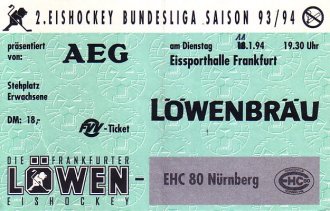 2.EISHOCKEY BUNDESLIGA SAISON 93/94
präsentiert von: AEG
am Dienstag 18.1.94 19.30 Uhr
Eissporthalle Frankfurt
Stehplatz
Erwachsene
LÖWENBRÄU
DM: 18,-
-Ticket
DIE FRANKFURTER
LÖWEN
EISHOCKEY
- EHC 80 Nürnberg
EHC